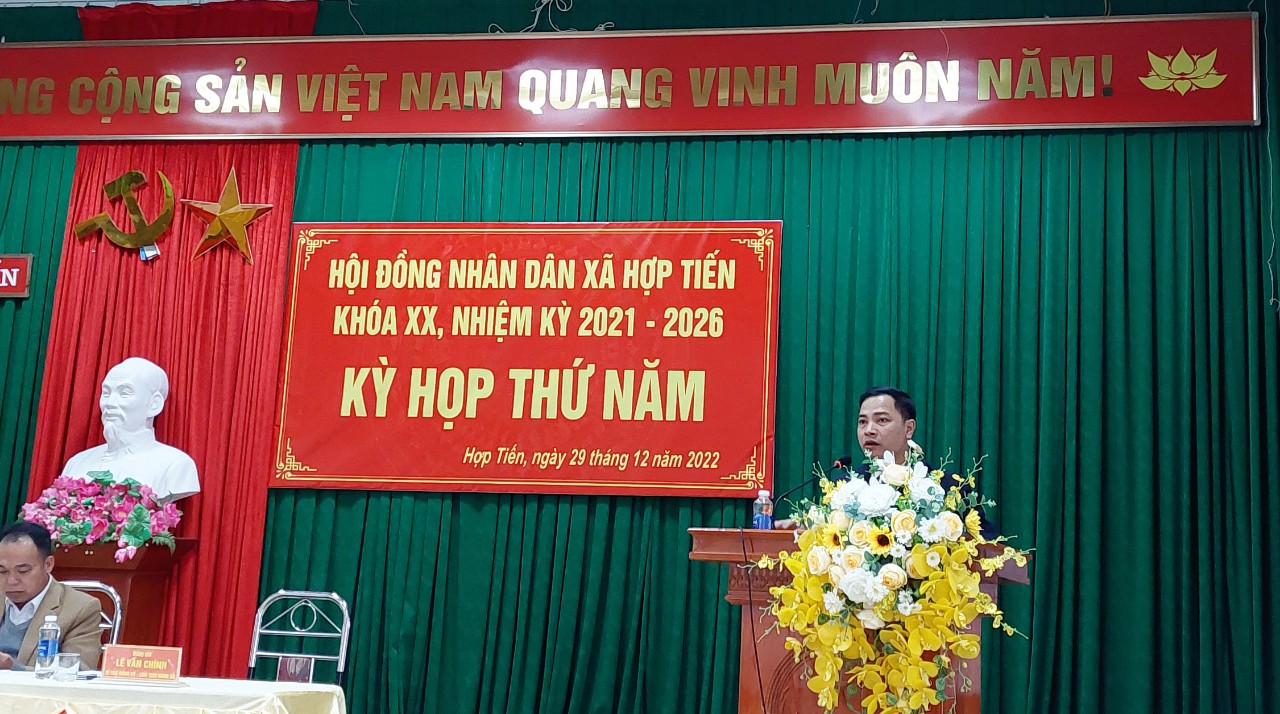 NG CỘNG SẢN VIỆT NAM QUANG VINH MUÔN NĂM!
HỘI ĐỒNG NHÂN DÂN XÃ HỢP TIẾN
KHÓA XX, NHIỆM KỲ 2021 - 2026
KỲ HỌP THỨ NĂM
Hợp Tiến, ngày 29 tháng 12 năm 2022
LÊ VĂN CHÍNH